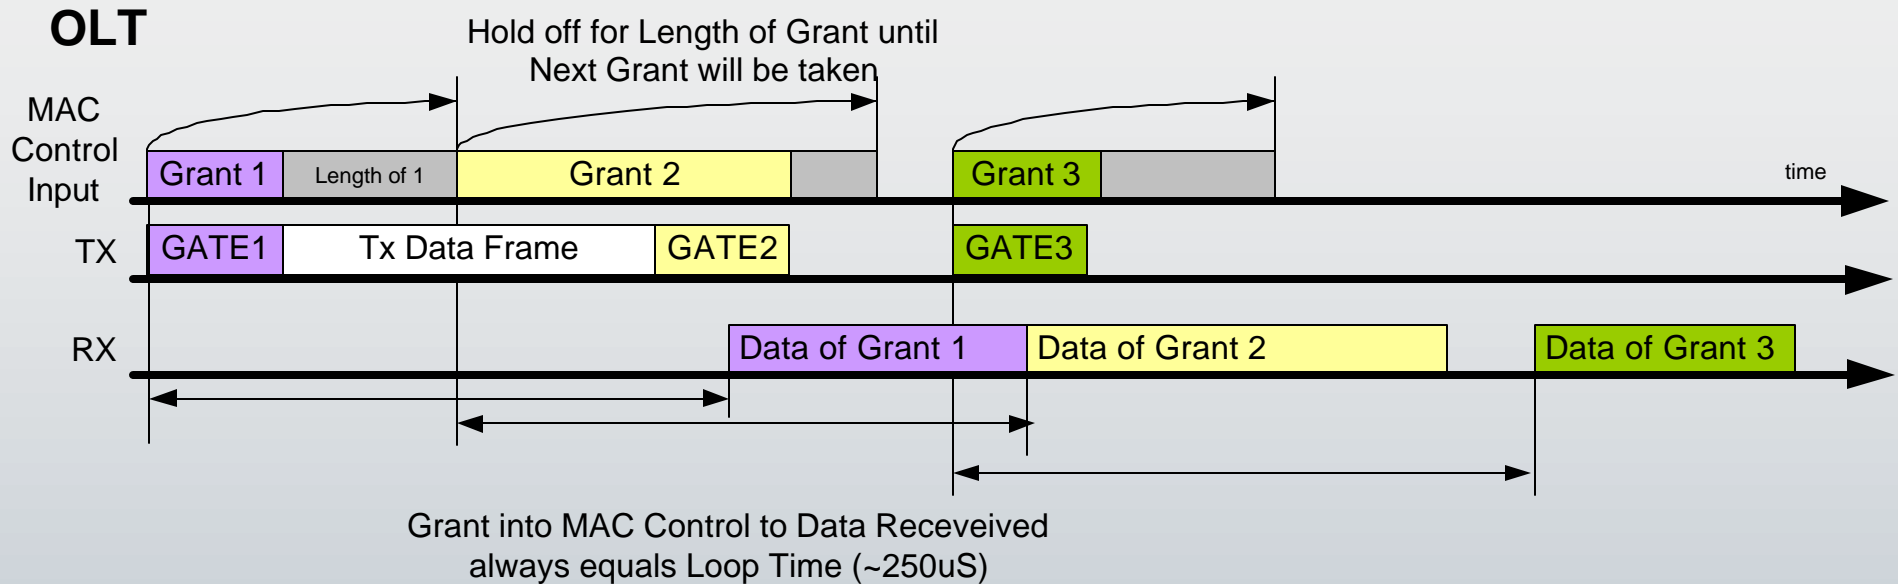 OLT
Hold off for Length of Grant until
Next Grant will be taken
MAC
Control
Input
Grant 1
Length of 1
Grant 2
Grant 3
time
TX
GATE1
Tx Data Frame
GATE2
GATE3
RX
Data of Grant 1
Data of Grant 2
Data of Grant 3
Grant into MAC Control to Data Receveived
always equals Loop Time (~250uS)